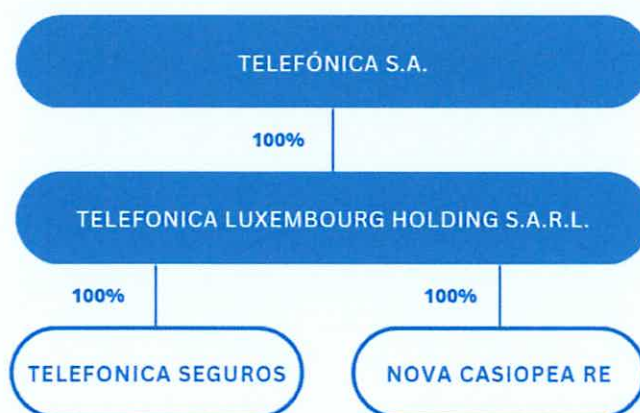 TELEFÓNICA S.A.
100%
TELEFONICA LUXEMBOURG HOLDING S.A.R.L.
100%
100%
TELEFONICA SEGUROS
NOVA CASIOPEA RE